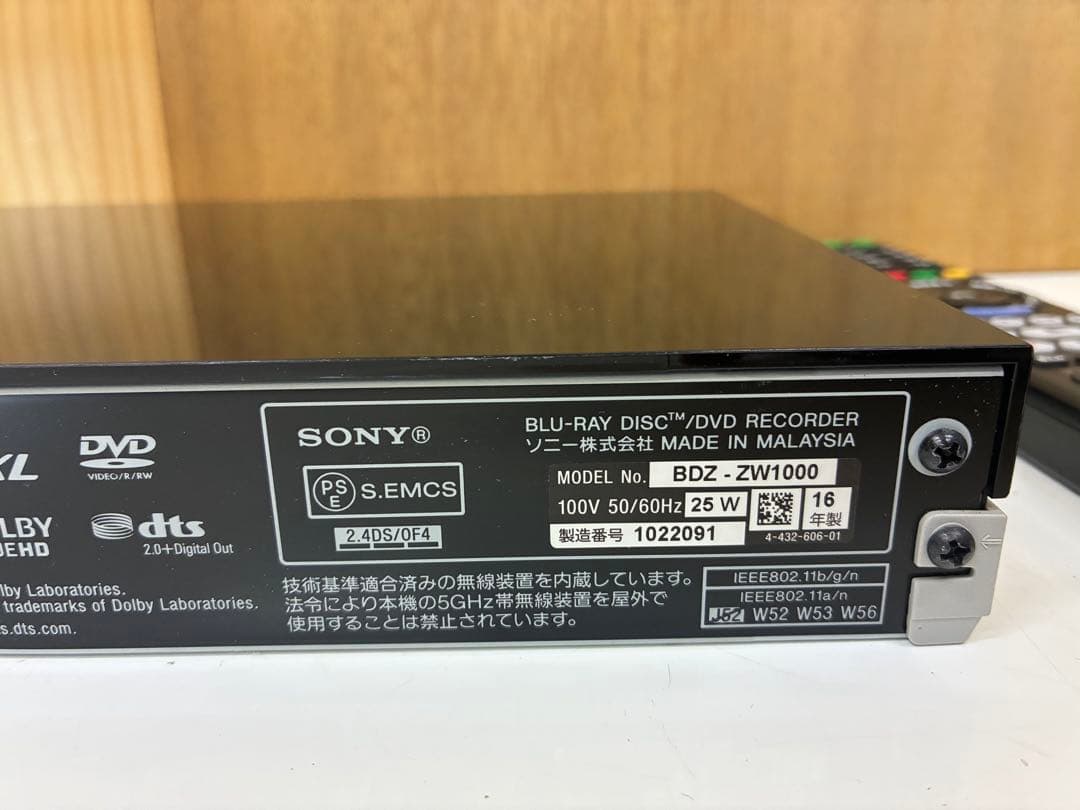 XL
DVD
VIDEO/R/RW
LBY
UEHD
dts
2.0+Digital Out
lby Laboratories.
trademarks of Dolby Laboratories.
s.dts.com.
SONY®
BLU-RAY DISC™/DVD RECORDER
ソニー株式会社 MADE IN MALAYSIA
PSE S.EMCS
MODEL No. BDZ - ZW1000
100V 50/60Hz 25 W
16年製
製造番号 1022091
4-432-606-01
2.4DS/OF4
技術基準適合済みの無線装置を内蔵しています。
法令により本機の5GHz帯無線装置を屋外で
使用することは禁止されています。
IEEE802.11b/g/n
IEEE802.11a/n
J52 W52 W53 W56